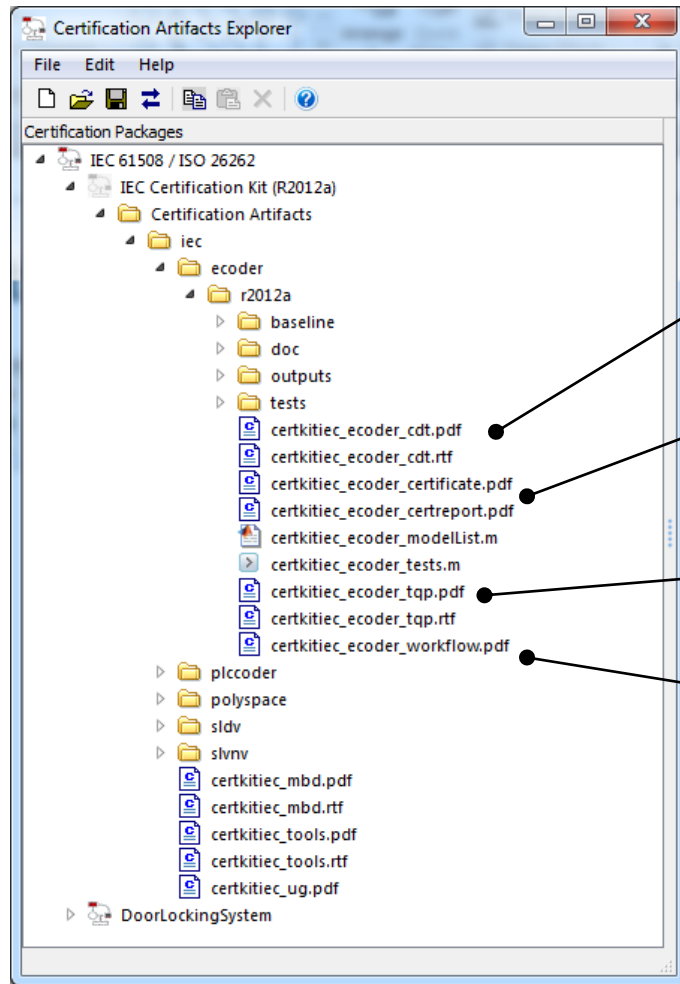 Certification Artifacts Explorer
File Edit Help
Certification Packages
IEC 61508 / ISO 26262
IEC Certification Kit (R2012a)
Certification Artifacts
iec
ecoder
r2012a
baseline
doc
outputs
tests
certkitiec_ecoder_cdt.pdf
certkitiec_ecoder_cdt.rtf
certkitiec_ecoder_certificate.pdf
certkitiec_ecoder_certreport.pdf
certkitiec_ecoder_modelList.m
certkitiec_ecoder_tests.m
certkitiec_ecoder_tqp.pdf
certkitiec_ecoder_tqp.rtf
certkitiec_ecoder_workflow.pdf
plccoder
polyspace
sldv
slvnv
certkitiec_mbd.pdf
certkitiec_mbd.rtf
certkitiec_tools.pdf
certkitiec_tools.rtf
certkitiec_ug.pdf
DoorLockingSystem